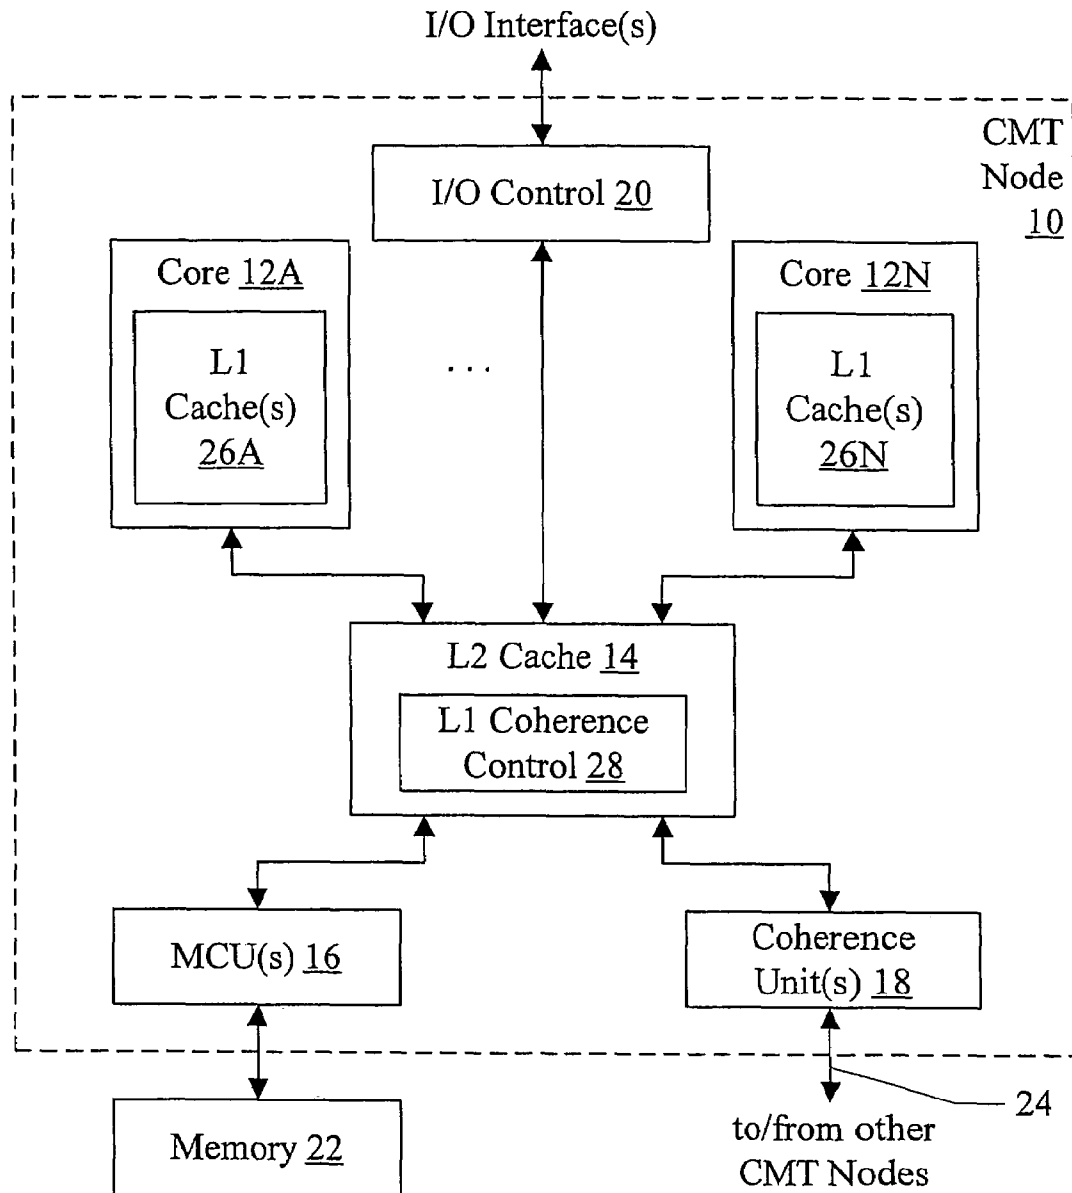 I/O Interface(s)
CMT
Node
10
I/O Control 20
Core 12A
L1
Cache(s)
26A
. . .
Core 12N
L1
Cache(s)
26N
L2 Cache 14
L1 Coherence
Control 28
MCU(s) 16
Coherence
Unit(s) 18
24
Memory 22
to/from other
CMT Nodes